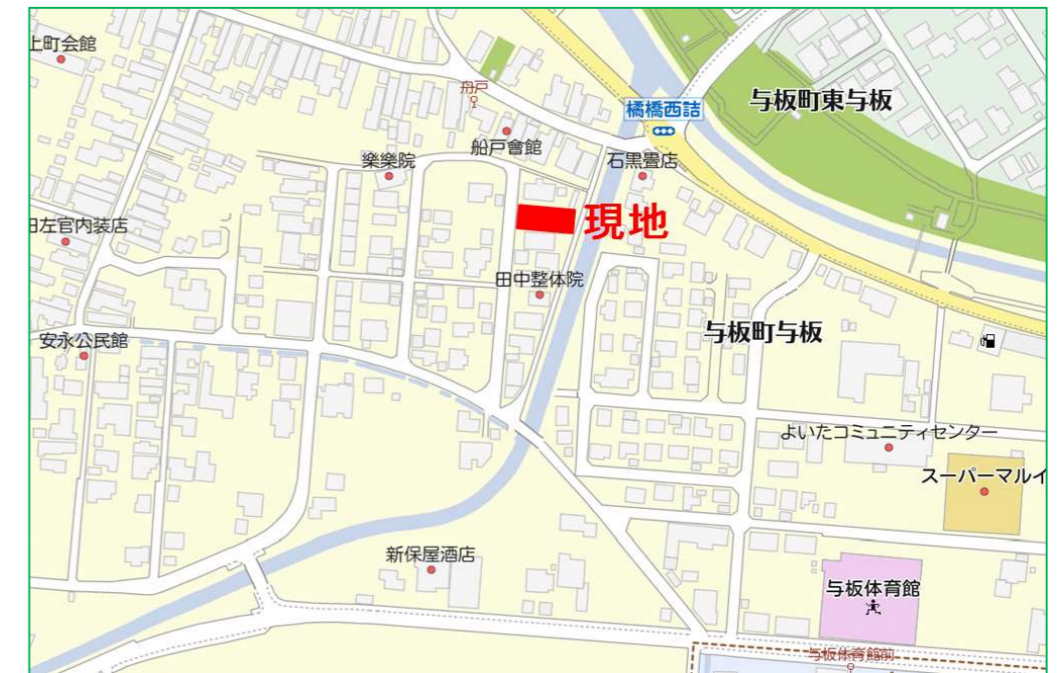 上町会館
舟戸
橘橋西詰
与板町東与板
船戸會館
樂樂院
石黒畳店
現地
田左官内装店
田中整体院
安永公民館
与板町与板
よいたコミュニティセンター
スーパーマルイ
新保屋酒店
与板体育館
与板体育館前